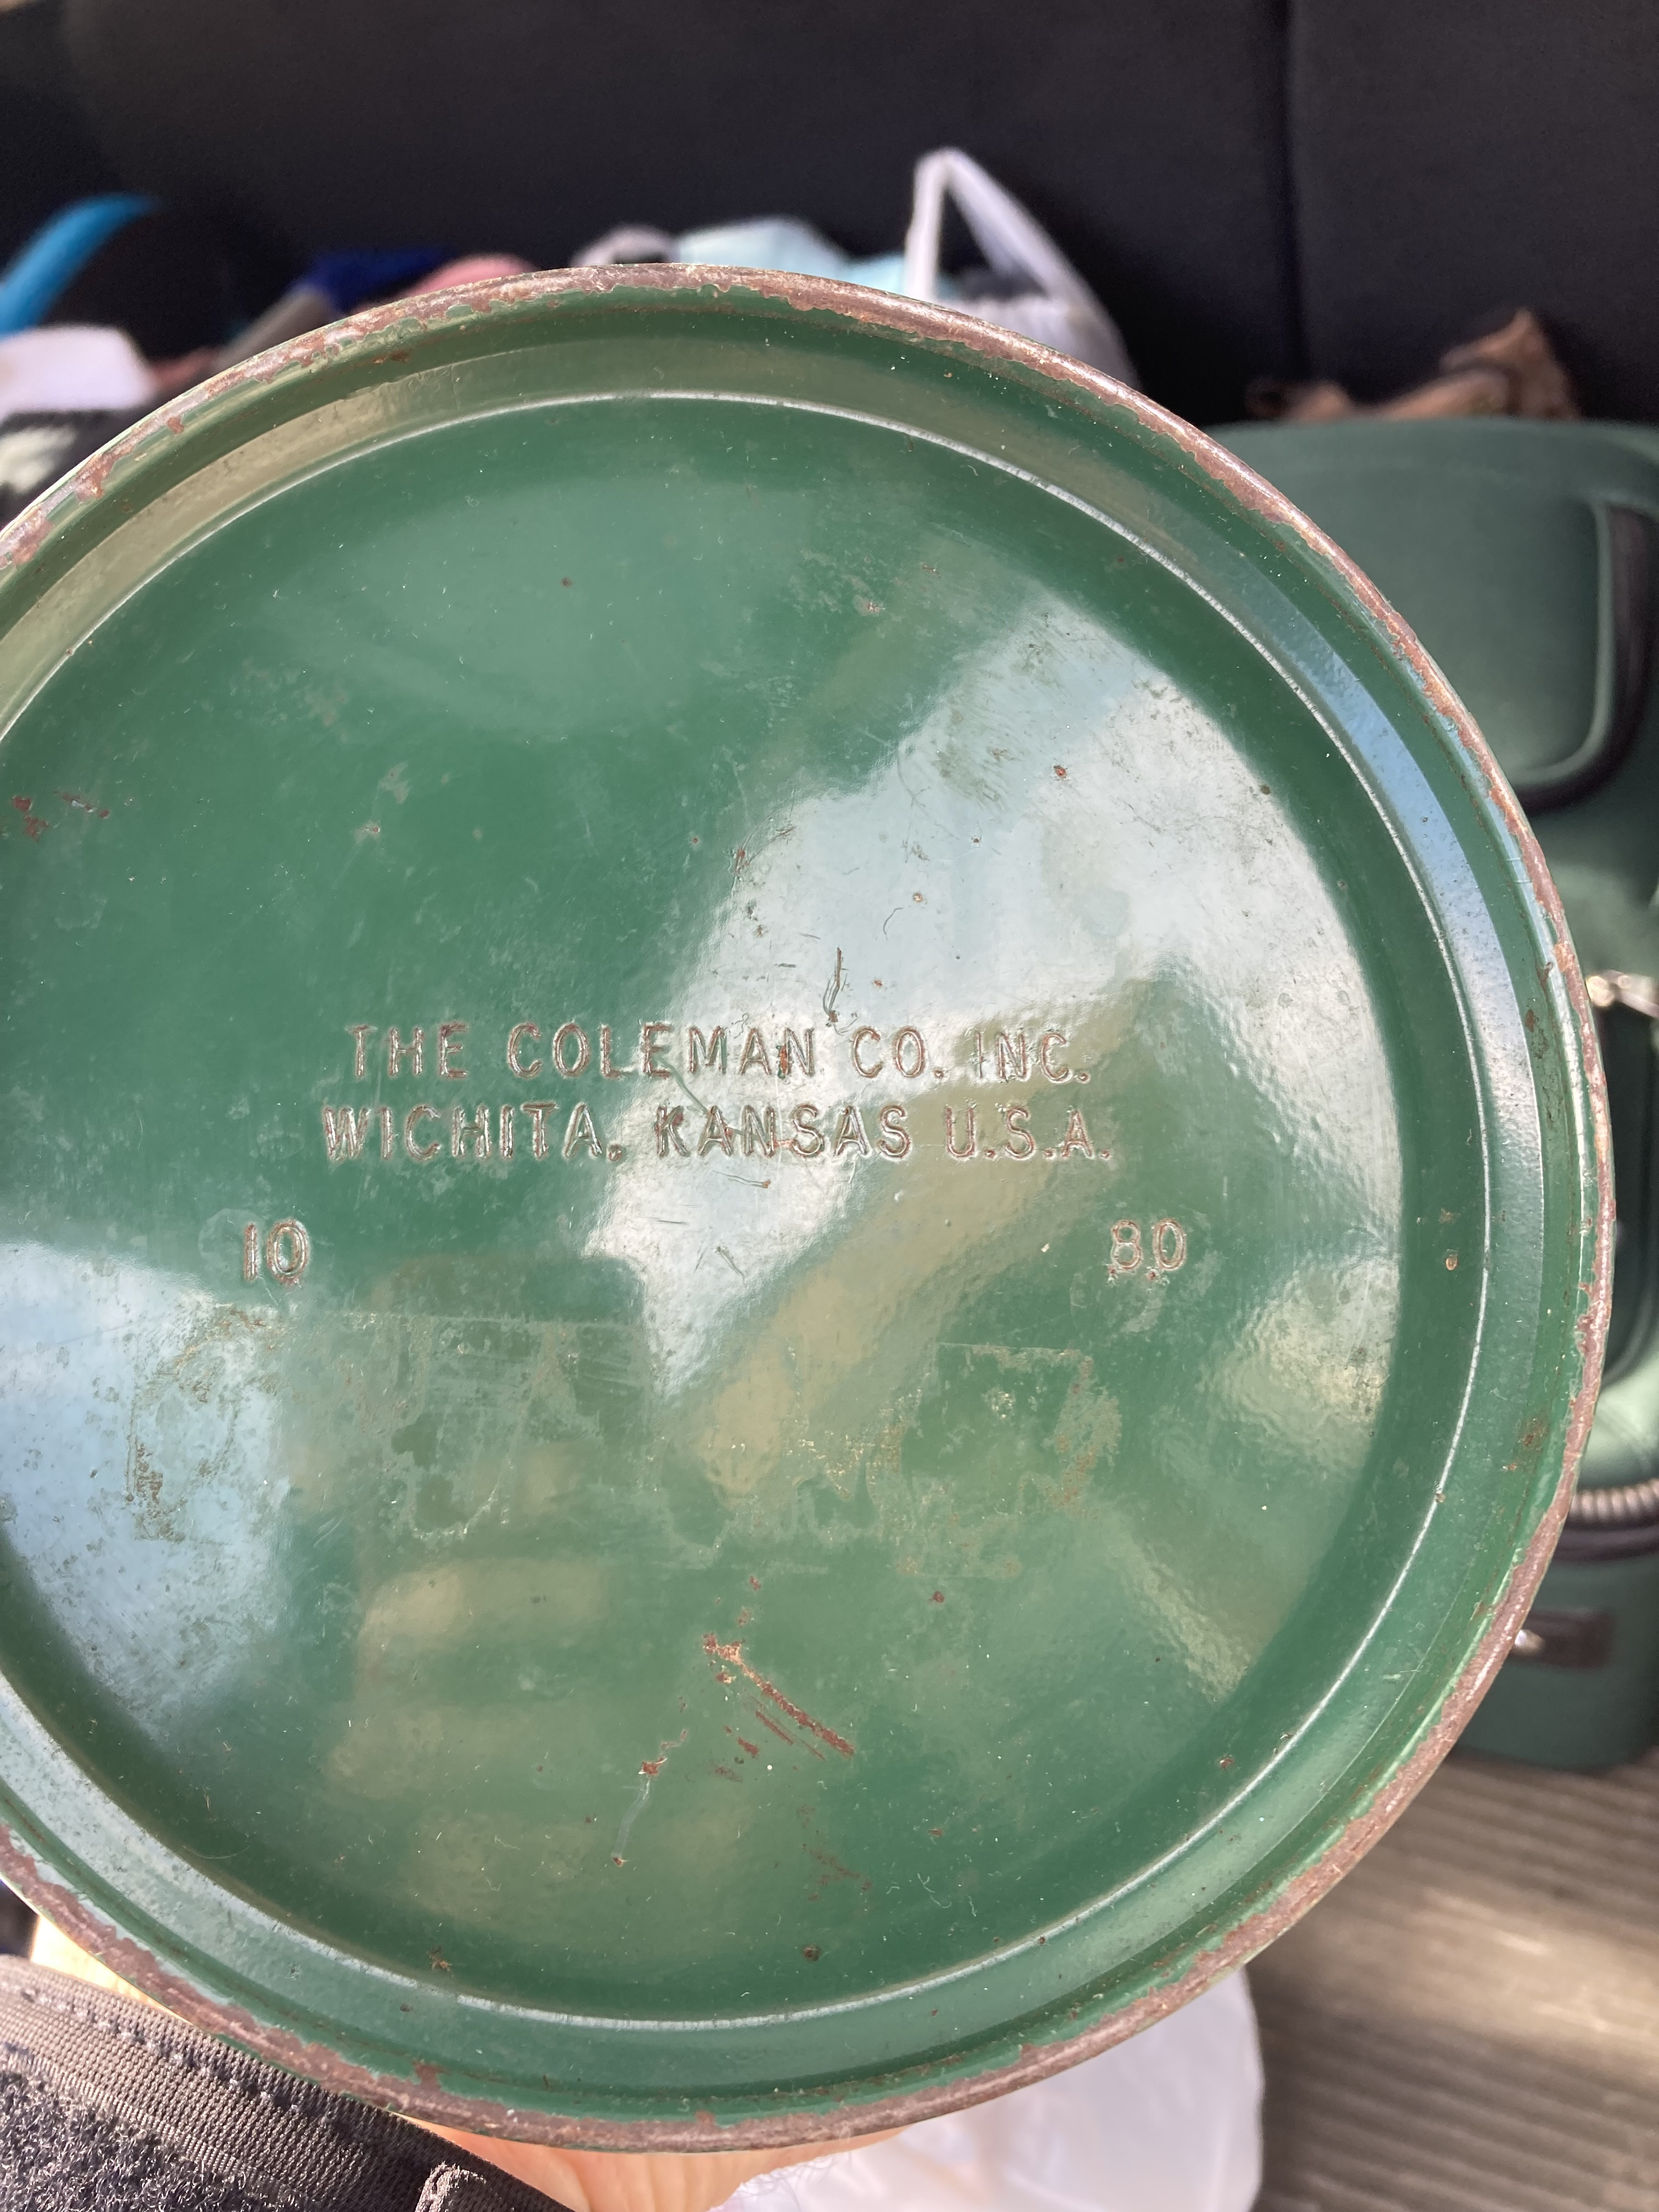 THE COLEMAN CO. INC.
WICHITA, KANSAS U.S.A.
10 80